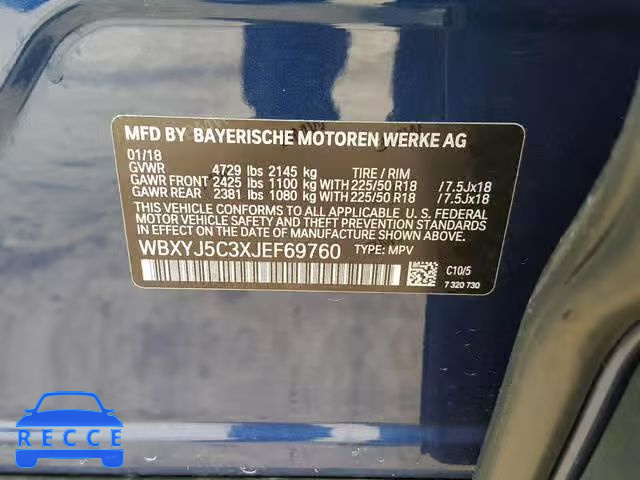 MFD BY BAYERISCHE MOTOREN WERKE AG
01/18
GVWR 4729 lbs 2145 kg TIRE / RIM
GAWR FRONT 2425 lbs 1100 kg WITH 225/50 R18 /7.5Jx18
GAWR REAR 2381 lbs 1080 kg WITH 225/50 R18 /7.5Jx18
THIS VEHICLE CONFORMS TO ALL APPLICABLE U. S. FEDERAL
MOTOR VEHICLE SAFETY AND THEFT PREVENTION STANDARDS
IN EFFECT ON THE DATE OF MANUFACTURE SHOWN ABOVE.
WBXYJ5C3XJEF69760 TYPE: MPV
C10/5
7 320 730
RECCE